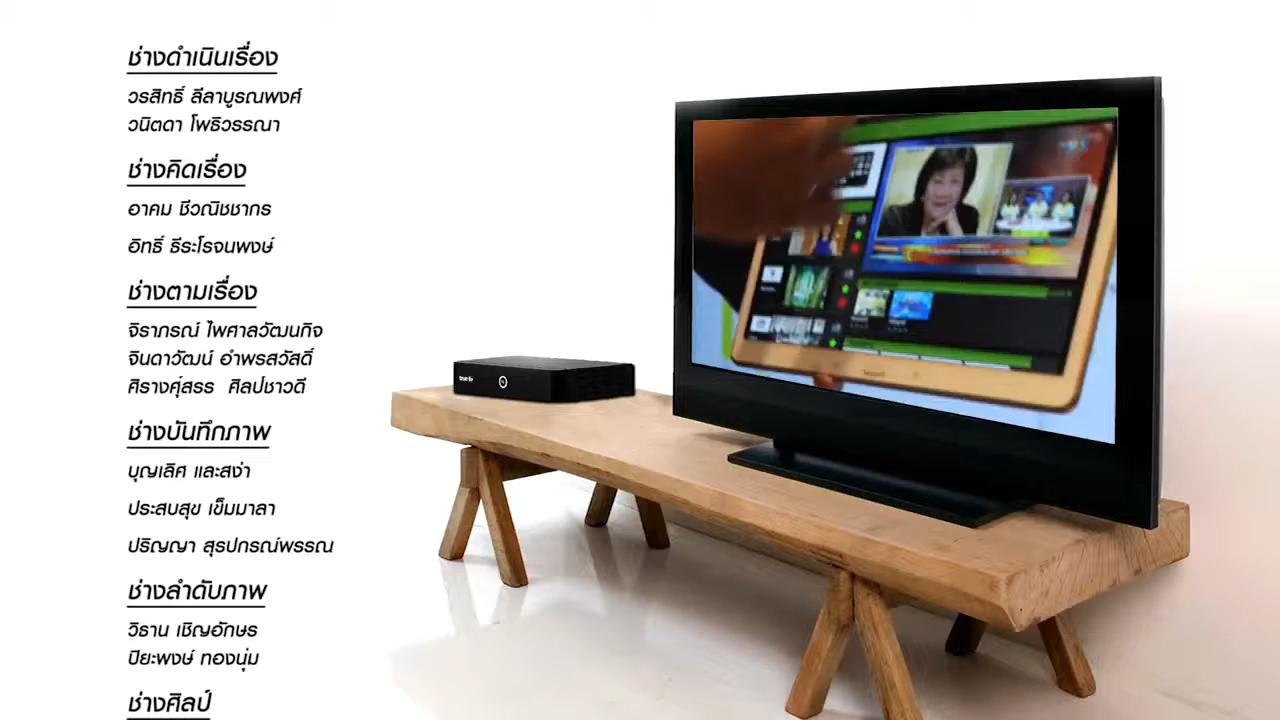 ช่างดำเนินเรื่อง
วรสิทธิ์ ลีลาบูรณพงศ์
วนิตดา โพธิวรรณา
ช่างคิดเรื่อง
อาคม ชีวณิชชากร
อิทธิ์ ธีระโรจนพงษ์
ช่างตามเรื่อง
จิราภรณ์ ไพศาลวัฒนกิจ
จินดาวัฒน์ อำพรสวัสดิ์
ศิรางศุ์สรร ศิลปชาวดี
ช่างบันทึกภาพ
บุญเลิศ และสง่า
ประสบสุข เข็มมาลา
ปริญญา สุรปกรณ์พรรณ
ช่างลำดับภาพ
วิธาน เชิญอักษร
ปิยะพงษ์ ทองนุ่ม
ช่างศิลป์
true tv